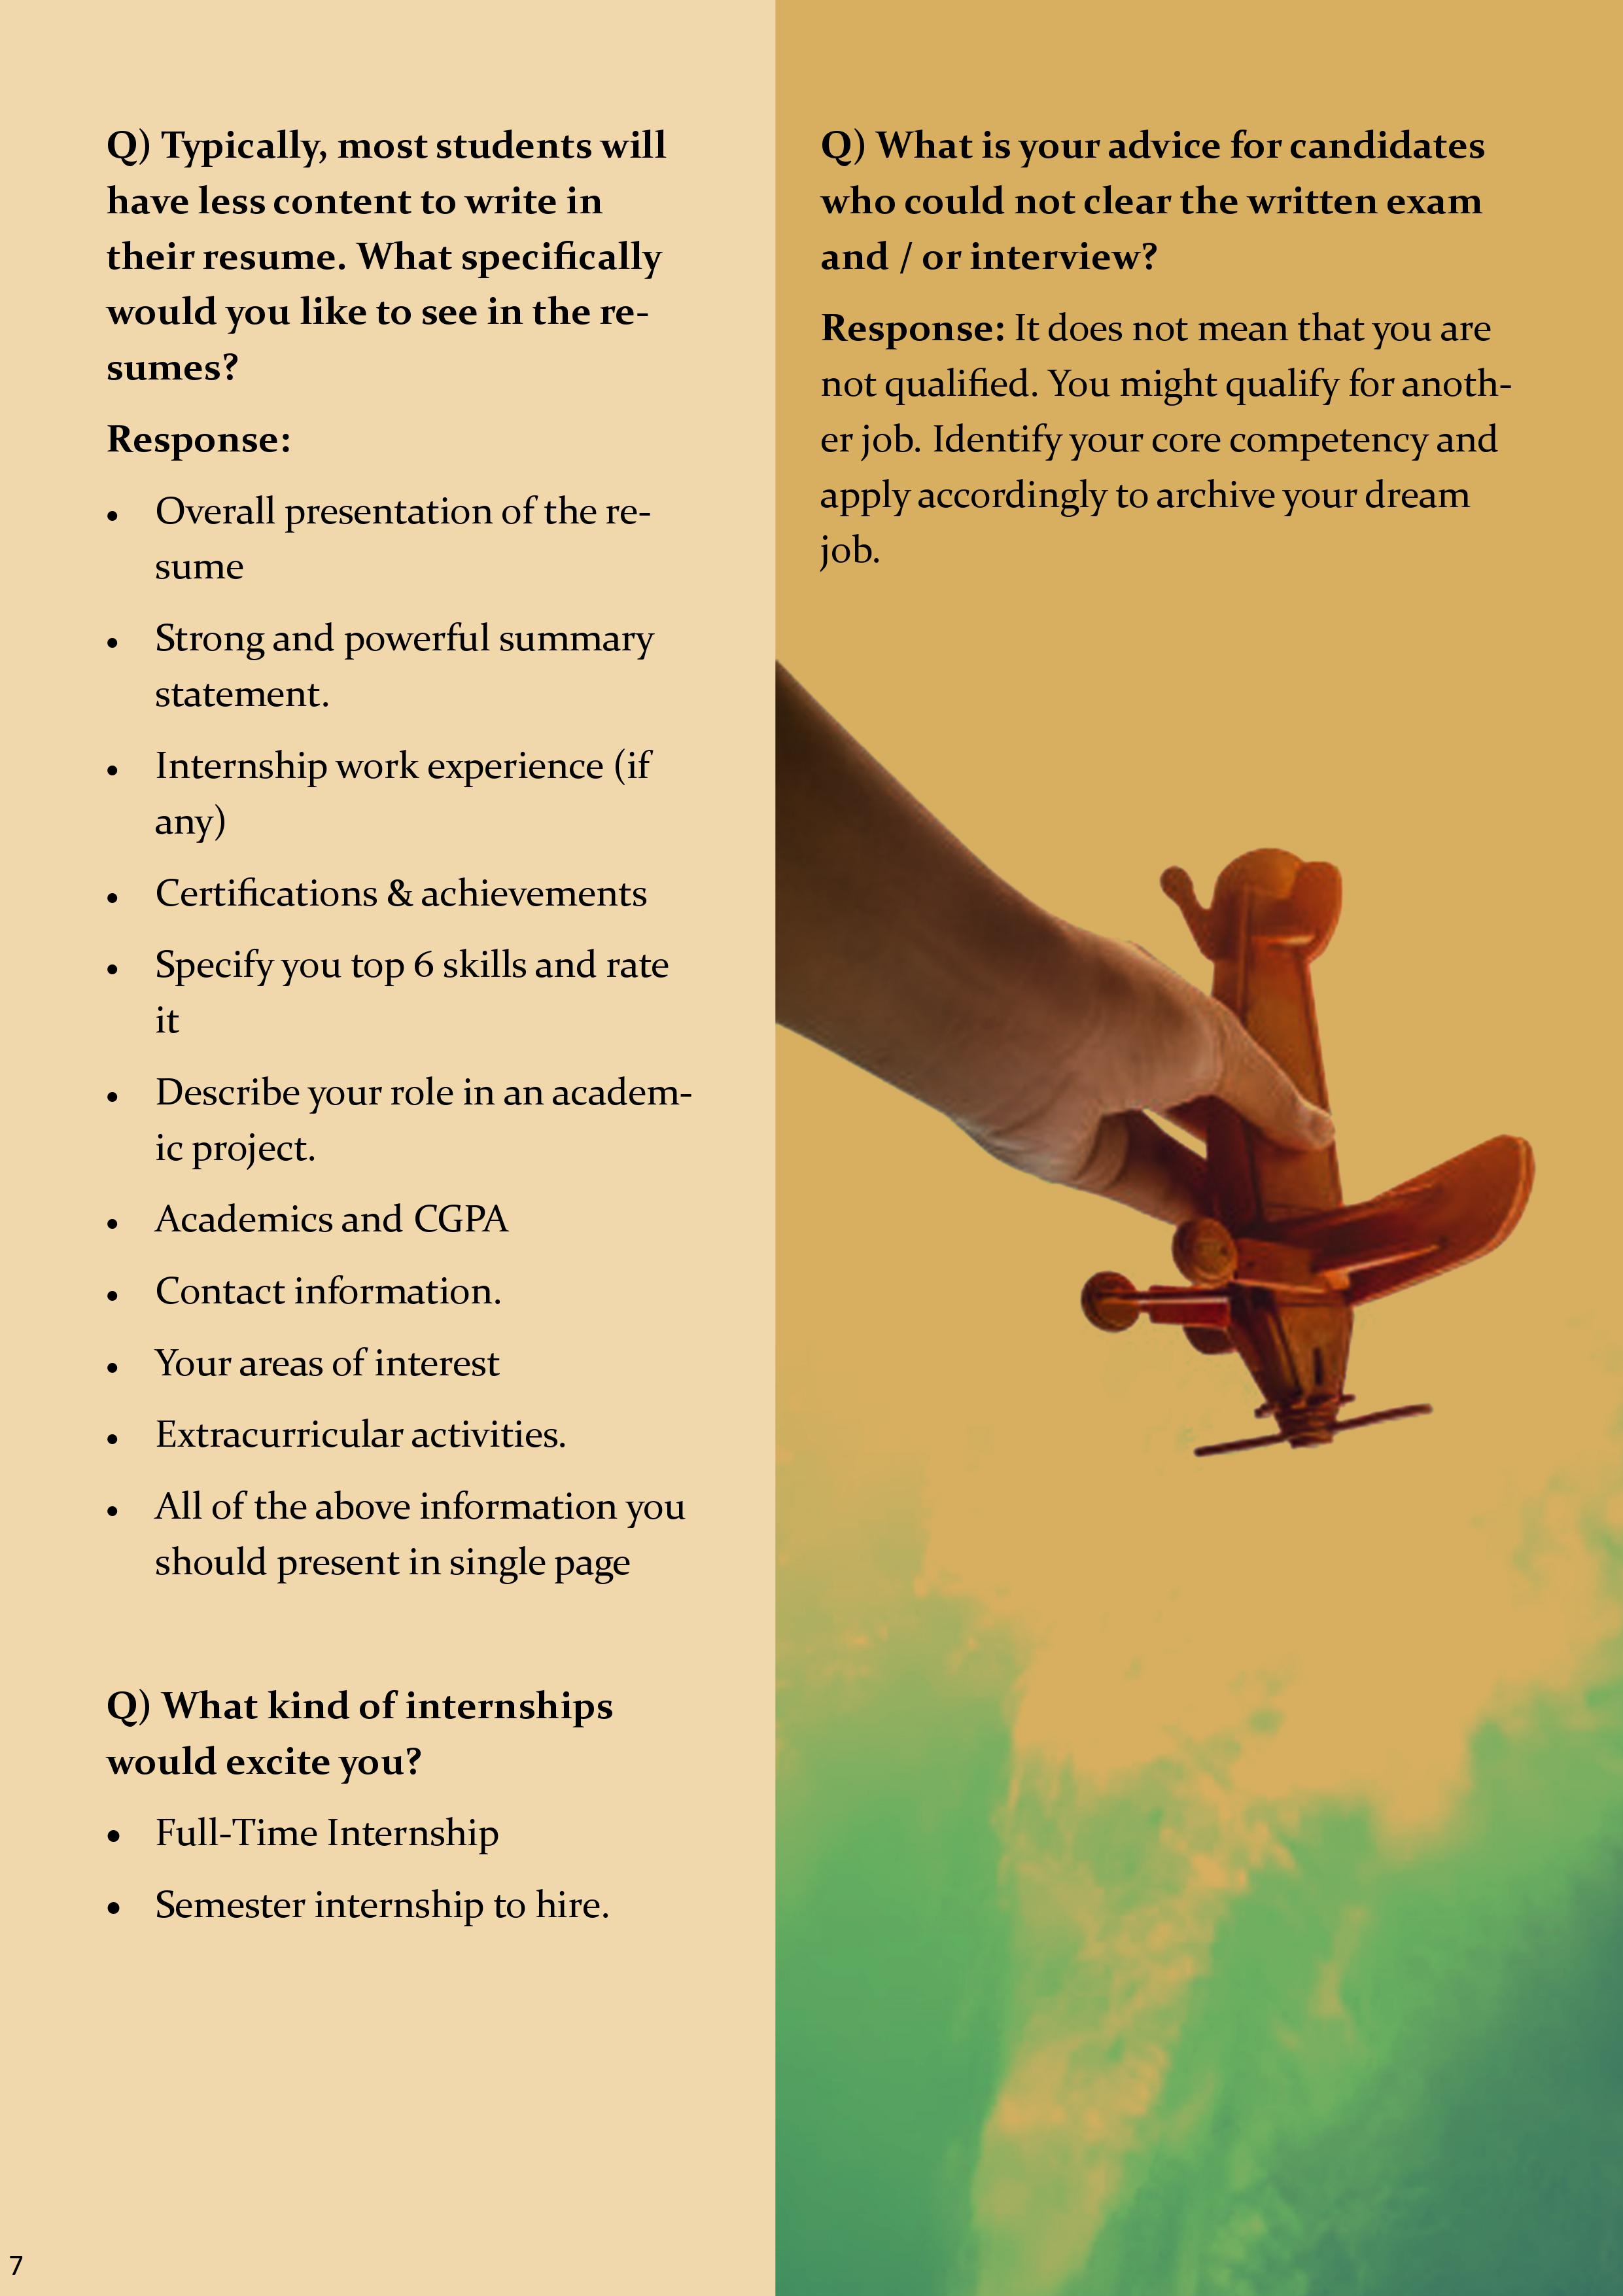 Q) Typically, most students will
have less content to write in
their resume. What specifically
would you like to see in the re-
sumes?
Response:
• Overall presentation of the re-
sume
• Strong and powerful summary
statement.
• Internship work experience (if
any)
• Certifications & achievements
• Specify you top 6 skills and rate
it
• Describe your role in an academ-
ic project.
• Academics and CGPA
• Contact information.
• Your areas of interest
• Extracurricular activities.
• All of the above information you
should present in single page
Q) What kind of internships
would excite you?
• Full-Time Internship
• Semester internship to hire.
Q) What is your advice for candidates
who could not clear the written exam
and / or interview?
Response: It does not mean that you are
not qualified. You might qualify for anoth-
er job. Identify your core competency and
apply accordingly to archive your dream
job.
7